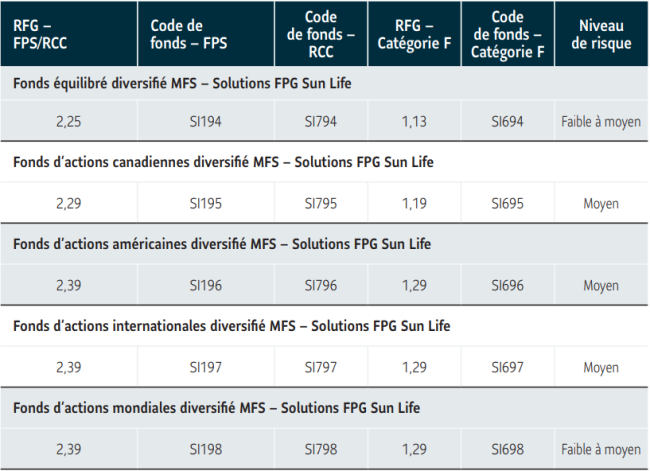 RFG – FPS/RCC Code de fonds – FPS Code de fonds – RCC RFG – Catégorie F Code de fonds – Catégorie F Niveau de risque
Fonds équilibré diversifié MFS – Solutions FPG Sun Life
2,25 SI194 SI794 1,13 SI694 Faible à moyen
Fonds d'actions canadiennes diversifié MFS – Solutions FPG Sun Life
2,29 SI195 SI795 1,19 SI695 Moyen
Fonds d'actions américaines diversifié MFS – Solutions FPG Sun Life
2,39 SI196 SI796 1,29 SI696 Moyen
Fonds d'actions internationales diversifié MFS – Solutions FPG Sun Life
2,39 SI197 SI797 1,29 SI697 Moyen
Fonds d'actions mondiales diversifié MFS – Solutions FPG Sun Life
2,39 SI198 SI798 1,29 SI698 Faible à moyen